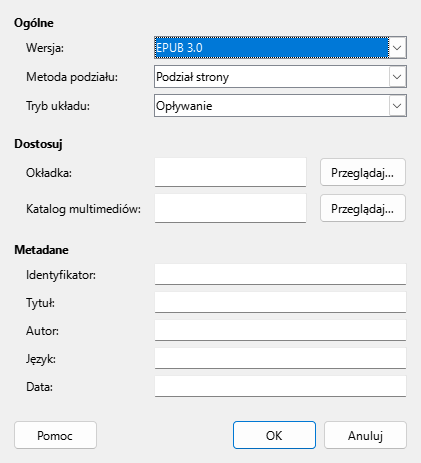 Ogólne
Wersja: EPUB 3.0
Metoda podziału: Podział strony
Tryb układu: Opływanie
Dostosuj
Okładka: Przeglądaj...
Katalog multimediów: Przeglądaj...
Metadane
Identyfikator:
Tytuł:
Autor:
Język:
Data:
Pomoc OK Anuluj